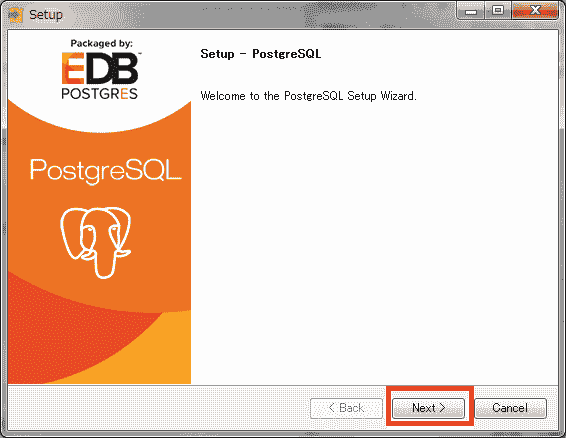 Setup
Packaged by:
EDB
POSTGRES
PostgreSQL
Setup - PostgreSQL
Welcome to the PostgreSQL Setup Wizard.
< Back
Next >
Cancel